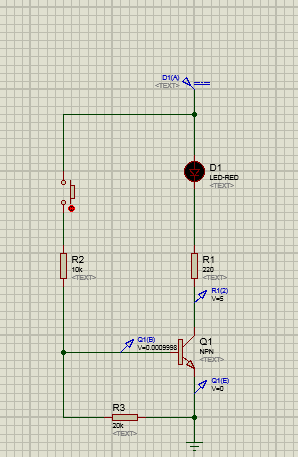 D1(A)
<TEXT>
D1
LED-RED
<TEXT>
R2
10k
<TEXT>
R1
220
<TEXT>
R1(2)
V=5
Q1(B)
V=0.0009998
Q1
NPN
<TEXT>
Q1(E)
V=0
R3
20k
<TEXT>